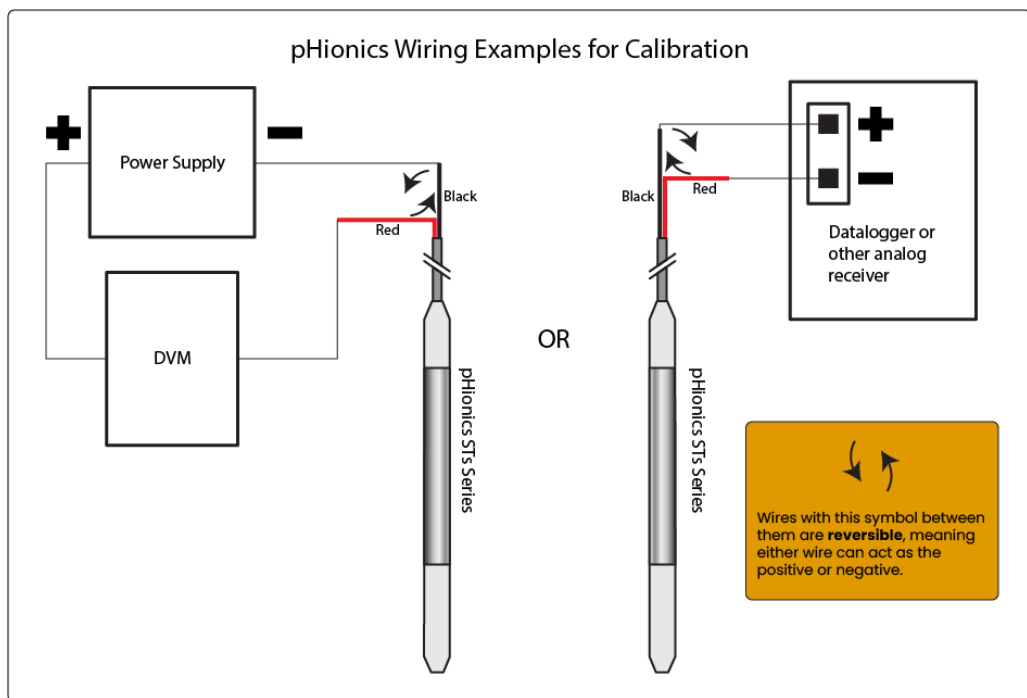 pHionics Wiring Examples for Calibration
+
Power Supply
−
Black
Red
DVM
pHionics STs Series
OR
+
−
Black
Red
Datalogger or
other analog
receiver
pHionics STs Series
Wires with this symbol between
them are reversible, meaning
either wire can act as the
positive or negative.